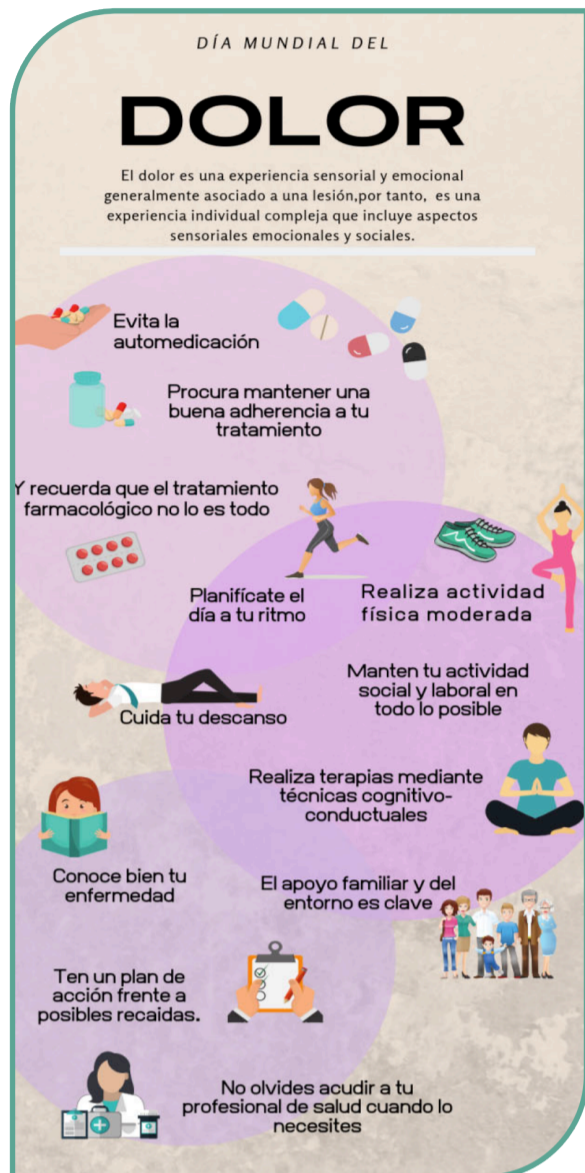 DÍA MUNDIAL DEL
DOLOR
El dolor es una experiencia sensorial y emocional
generalmente asociado a una lesión,por tanto, es una
experiencia individual compleja que incluye aspectos
sensoriales emocionales y sociales.
Evita la
automedicación
Procura mantener una
buena adherencia a tu
tratamiento
Y recuerda que el tratamiento
farmacológico no lo es todo
Planifícate el
día a tu ritmo
Realiza actividad
física moderada
Manten tu actividad
social y laboral en
todo lo posible
Cuida tu descanso
Realiza terapias mediante
técnicas cognitivo-
conductuales
Conoce bien tu
enfermedad
El apoyo familiar y del
entorno es clave
Ten un plan de
acción frente a
posibles recaidas.
No olvides acudir a tu
profesional de salud cuando lo
necesites